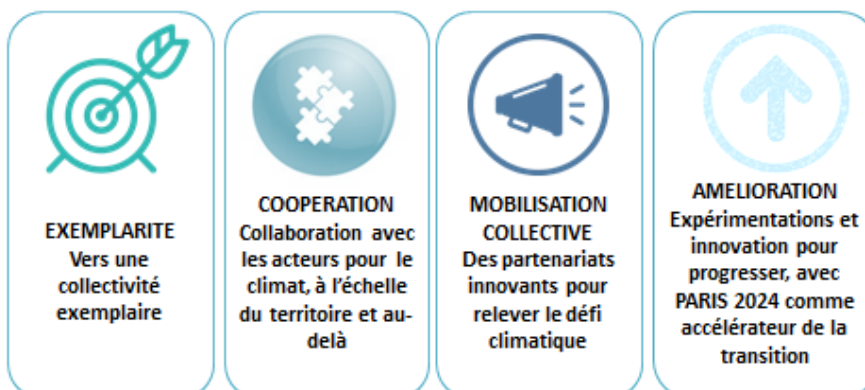 EXEMPLARITE
Vers une
collectivité
exemplaire
COOPERATION
Collaboration avec
les acteurs pour le
climat, à l'échelle
du territoire et au-
delà
MOBILISATION
COLLECTIVE
Des partenariats
innovants pour
relever le défi
climatique
AMELIORATION
Expérimentations et
innovation pour
progresser, avec
PARIS 2024 comme
accélérateur de la
transition